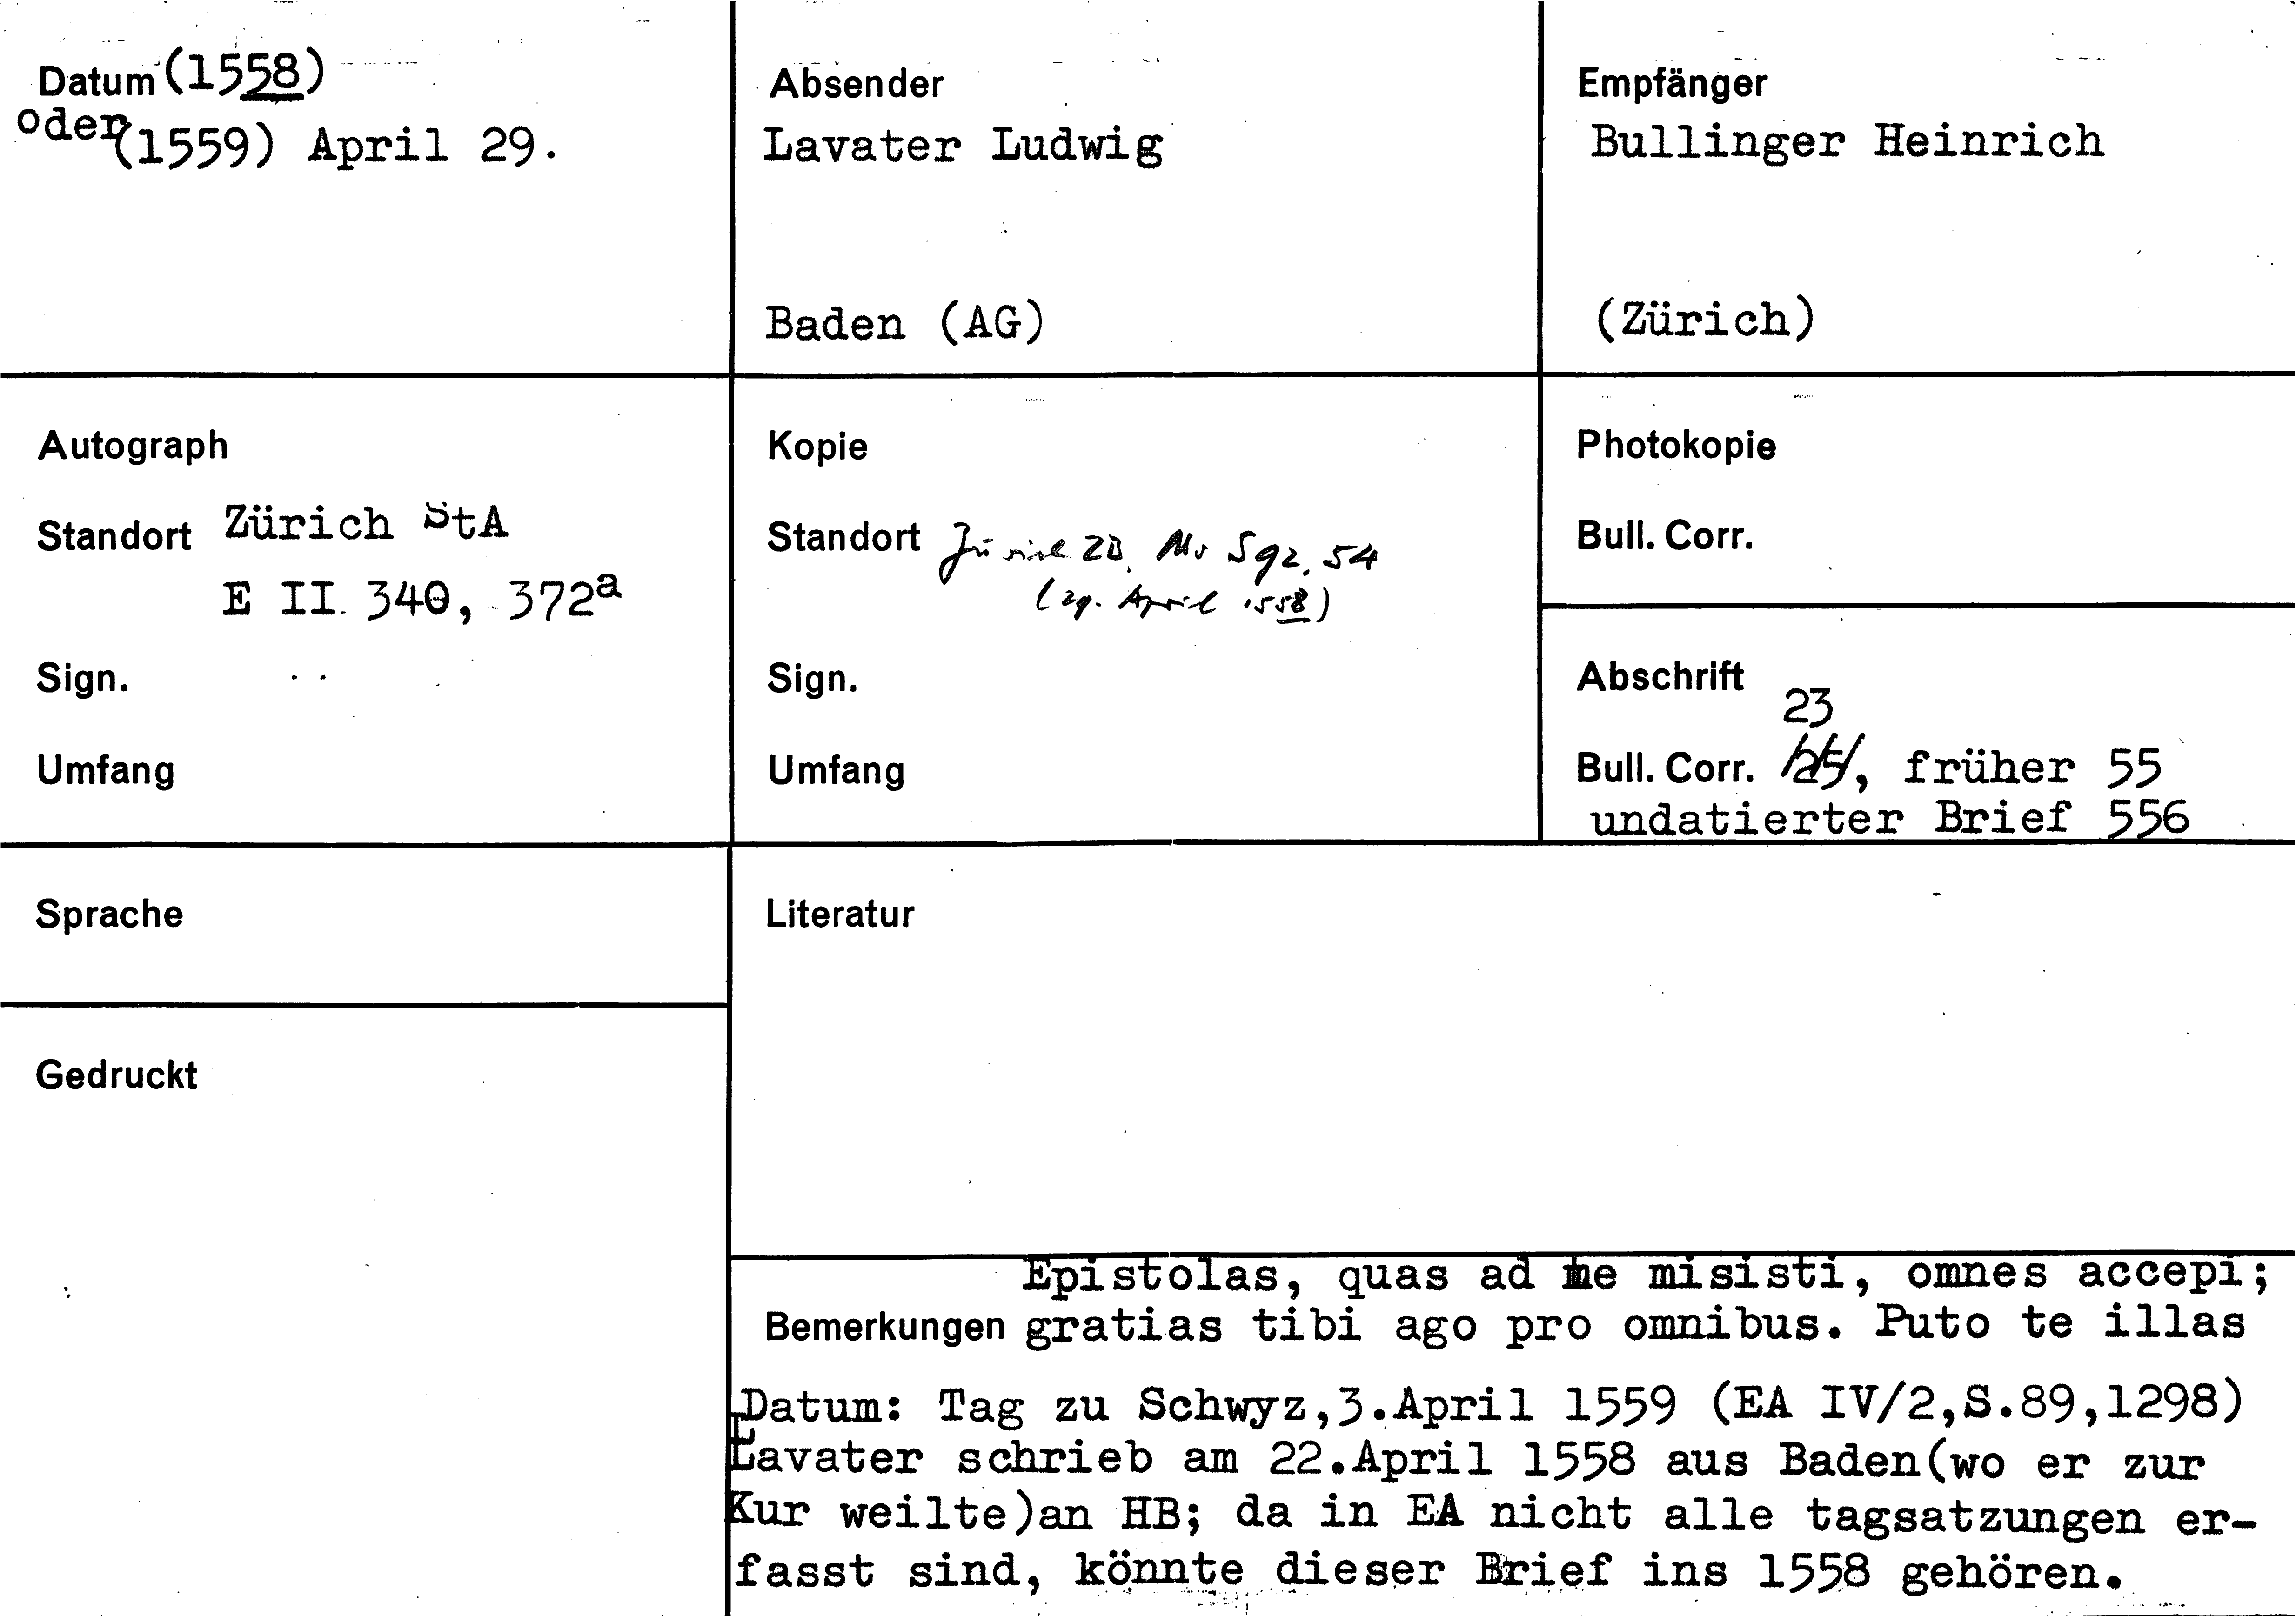 Datum (1558)
oder (1559) April 29.
Absender
Lavater Ludwig
Baden (AG)
Empfänger
Bullinger Heinrich
(Zürich)
Autograph
Standort Zürich StA
E II 340, 372a
Sign.
Umfang
Kopie
Standort Zürich ZB, Ms S 92, 54
(zg. April 1558)
Sign.
Umfang
Photokopie
Bull. Corr.
Abschrift
23
Bull. Corr. , früher 55
undatierter Brief 556
Sprache
Literatur
Gedruckt
Epistolas, quas ad me misisti, omnes accepi;
Bemerkungen gratias tibi ago pro omnibus. Puto te illas
Datum: Tag zu Schwyz,3.April 1559 (EA IV/2,S.89,1298)
Lavater schrieb am 22.April 1558 aus Baden(wo er zur
Kur weilte)an HB; da in EA nicht alle tagsatzungen er-
fasst sind, könnte dieser Brief ins 1558 gehören.